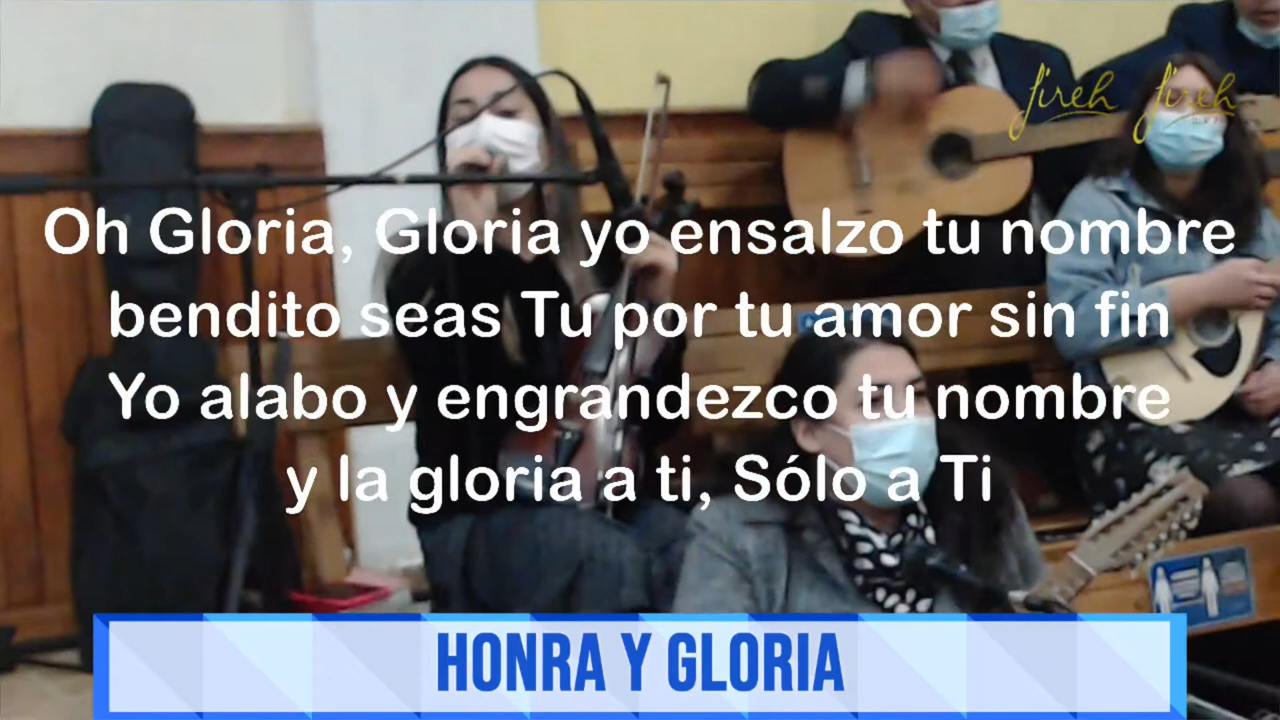 Jireh Jireh
Oh Gloria, Gloria yo ensalzo tu nombre
bendito seas Tu por tu amor sin fin
Yo alabo y engrandezco tu nombre
y la gloria a ti, Sólo a Ti
HONRA Y GLORIA